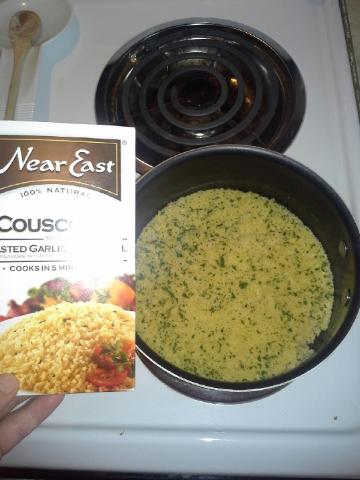 Near East®
100% NATURAL
COUSC
ASTED GARLIC L
• COOKS IN 5 MIN